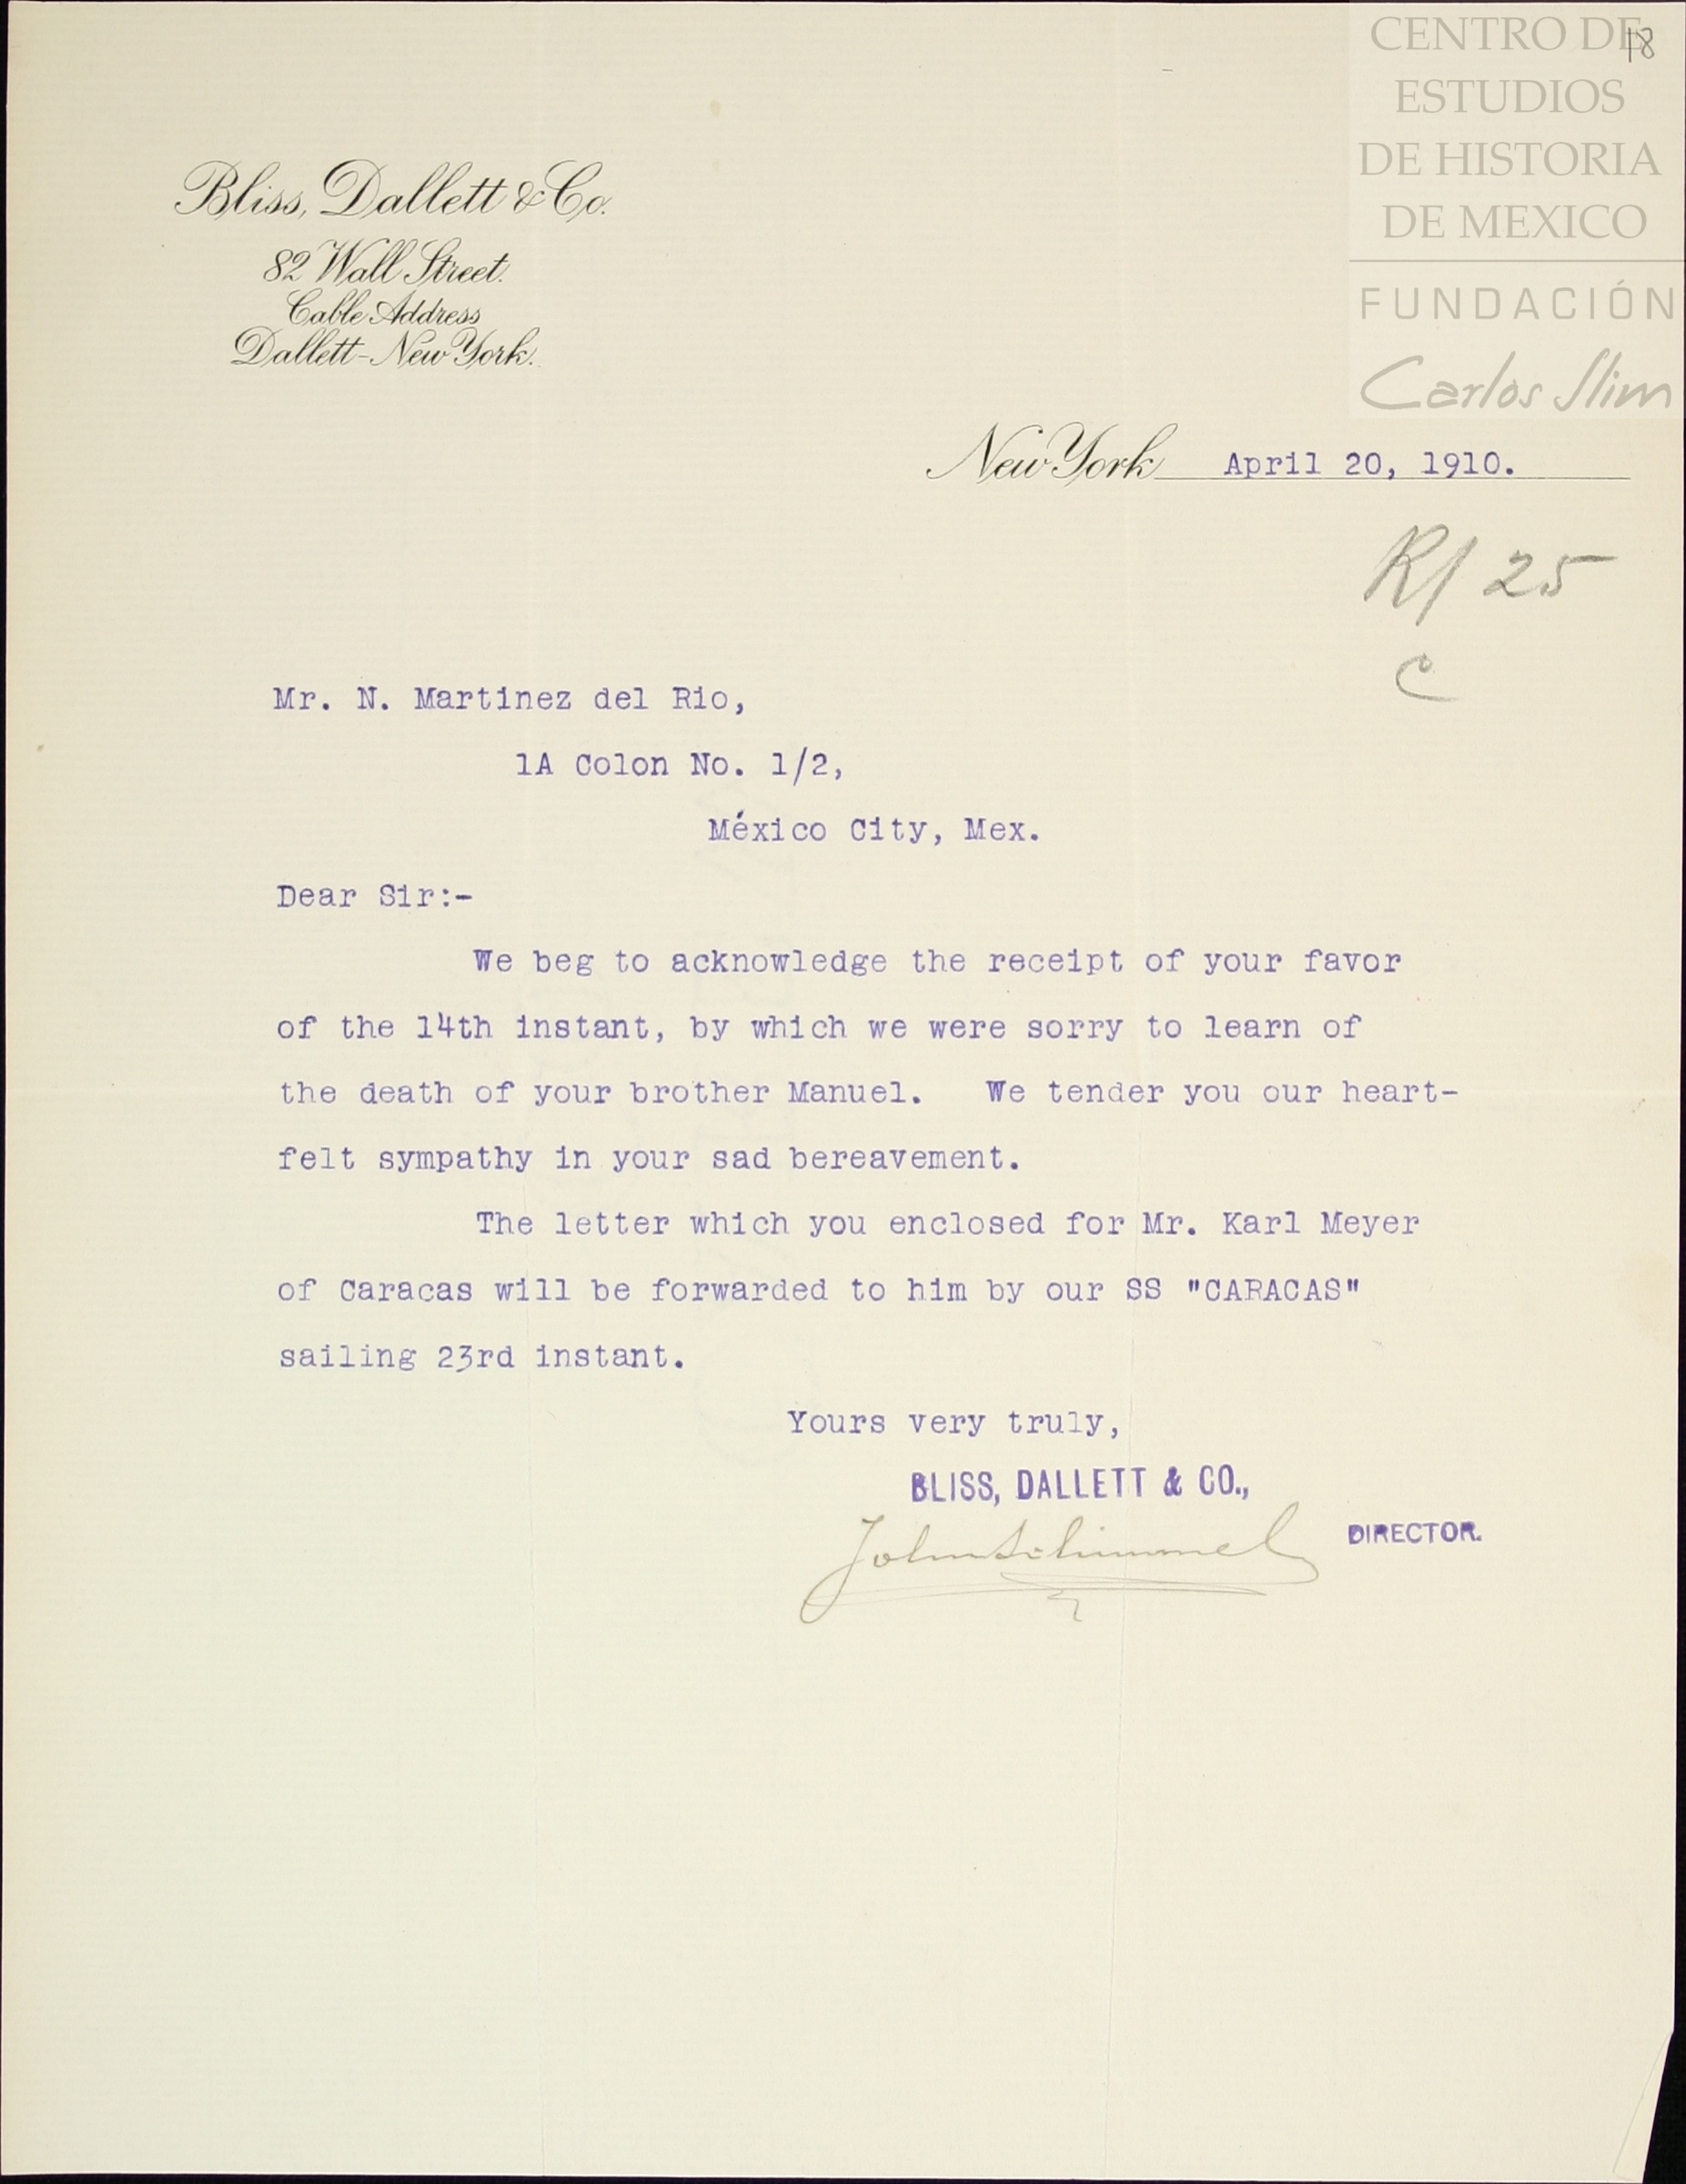 18
CENTRO DE
ESTUDIOS
DE HISTORIA
DE MEXICO
FUNDACIÓN
Carlos Slim
Bliss, Dallett & Co.
82 Wall Street.
Cable Address
Dallett-New York.
New York April 20, 1910.
R/ 25
C
Mr. N. Martinez del Rio,
1A Colon No. 1/2,
México City, Mex.
Dear Sir:-
We beg to acknowledge the receipt of your favor
of the 14th instant, by which we were sorry to learn of
the death of your brother Manuel. We tender you our heart-
felt sympathy in your sad bereavement.
The letter which you enclosed for Mr. Karl Meyer
of Caracas will be forwarded to him by our SS "CARACAS"
sailing 23rd instant.
Yours very truly,
BLISS, DALLETT & CO.,
John Schimmel DIRECTOR.